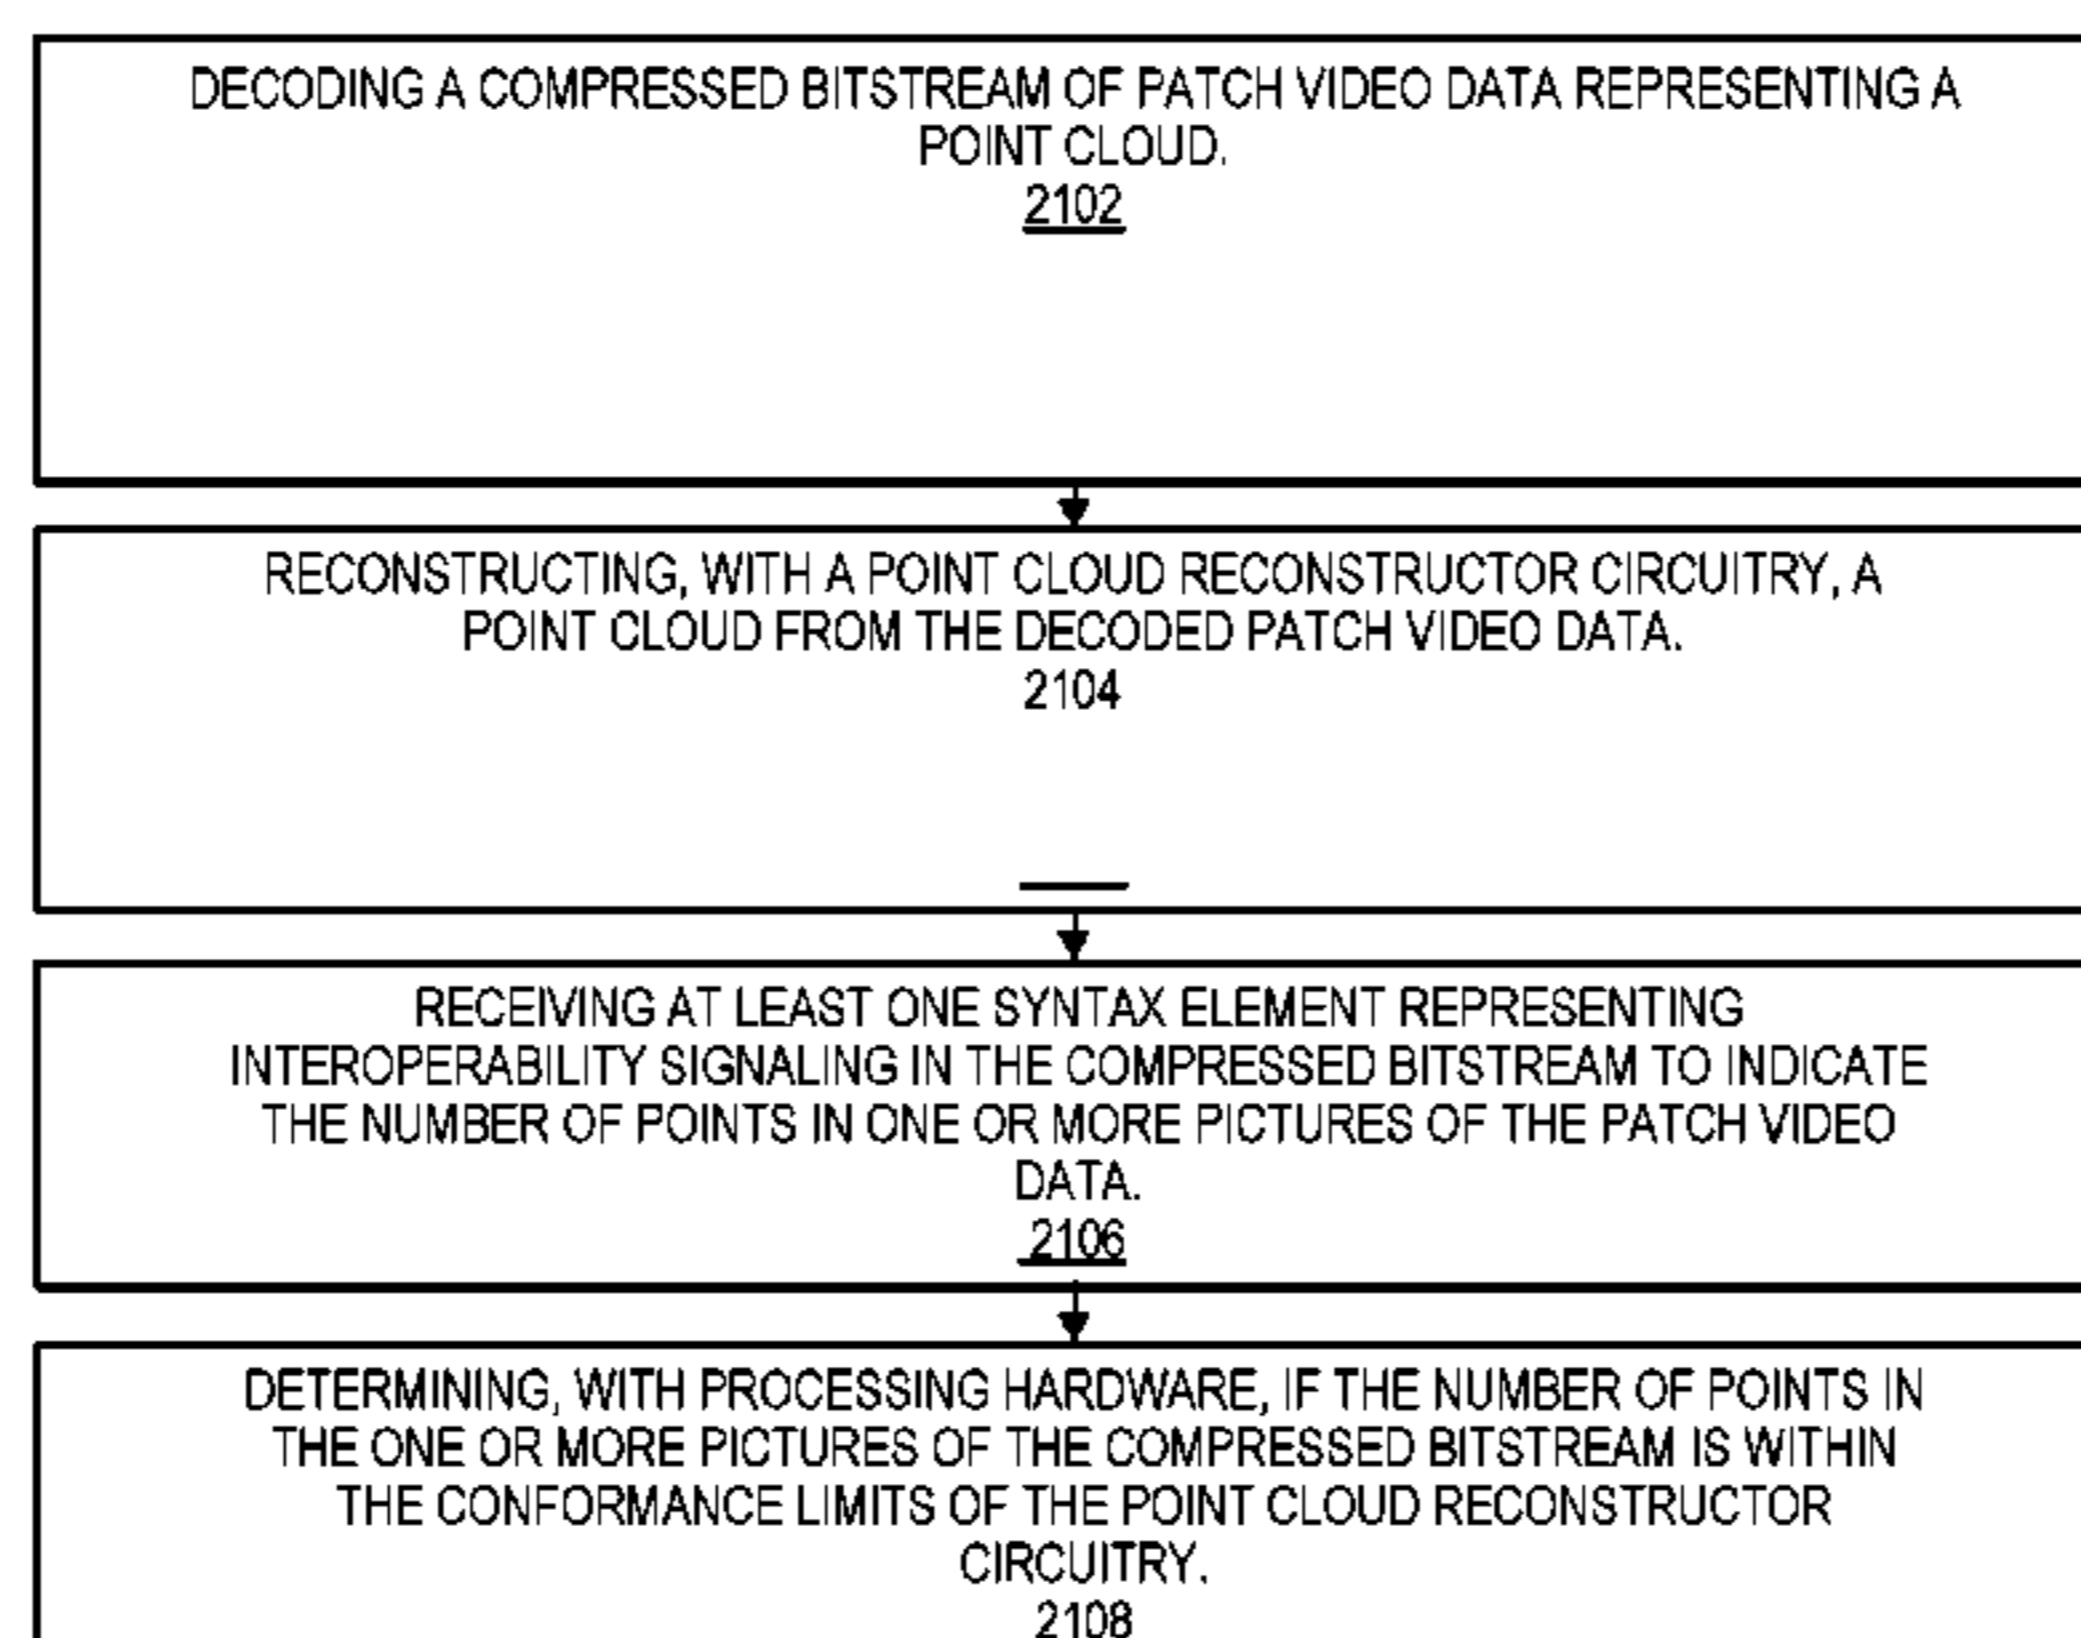 DECODING A COMPRESSED BITSTREAM OF PATCH VIDEO DATA REPRESENTING A
POINT CLOUD.
2102
RECONSTRUCTING, WITH A POINT CLOUD RECONSTRUCTOR CIRCUITRY, A
POINT CLOUD FROM THE DECODED PATCH VIDEO DATA.
2104
RECEIVING AT LEAST ONE SYNTAX ELEMENT REPRESENTING
INTEROPERABILITY SIGNALING IN THE COMPRESSED BITSTREAM TO INDICATE
THE NUMBER OF POINTS IN ONE OR MORE PICTURES OF THE PATCH VIDEO
DATA.
2106
DETERMINING, WITH PROCESSING HARDWARE, IF THE NUMBER OF POINTS IN
THE ONE OR MORE PICTURES OF THE COMPRESSED BITSTREAM IS WITHIN
THE CONFORMANCE LIMITS OF THE POINT CLOUD RECONSTRUCTOR
CIRCUITRY.
2108